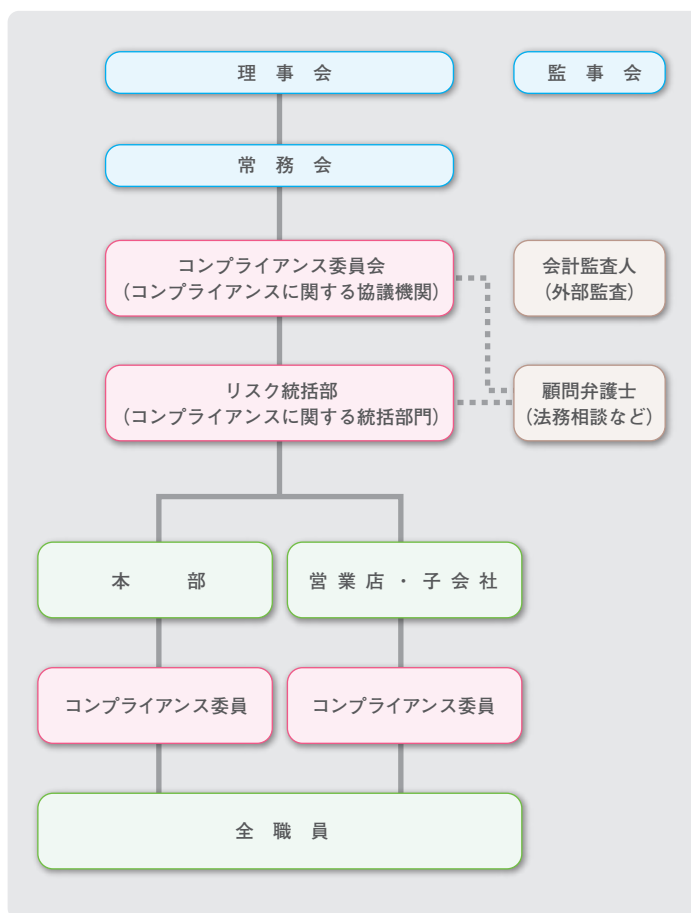 理事会
監事会
常務会
コンプライアンス委員会
(コンプライアンスに関する協議機関)
会計監査人
(外部監査)
リスク統括部
(コンプライアンスに関する統括部門)
顧問弁護士
(法務相談など)
本部
営業店・子会社
コンプライアンス委員
コンプライアンス委員
全職員